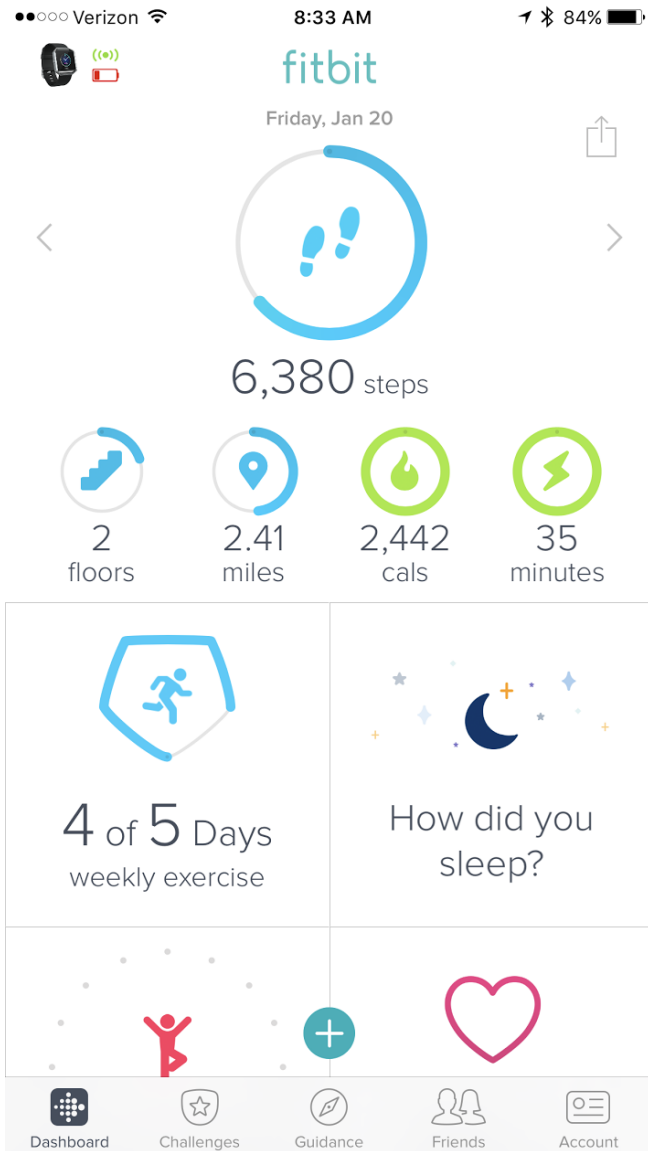 Verizon 8:33 AM 84%
fitbit
Friday, Jan 20
6,380 steps
2 2.41 2,442 35
floors miles cals minutes
4 of 5 Days
weekly exercise
How did you
sleep?
Dashboard Challenges Guidance Friends Account